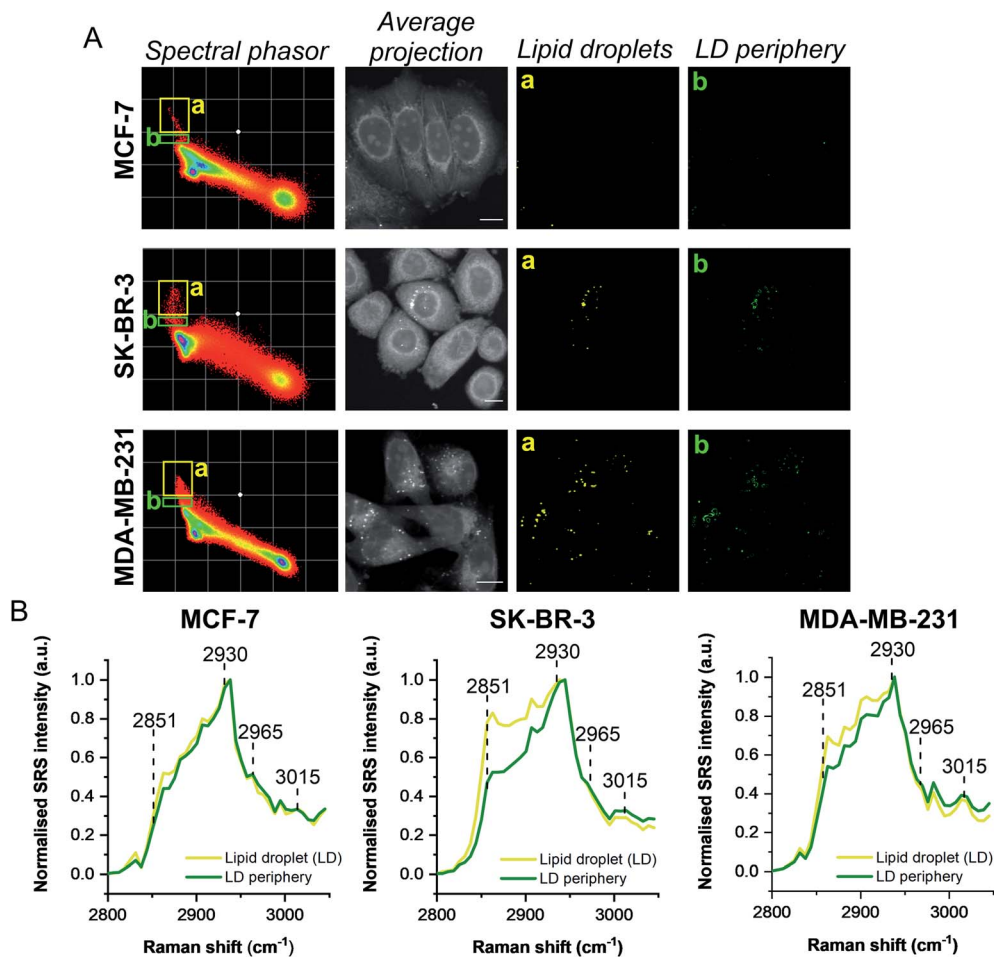 A
Spectral phasor
Average
projection
Lipid droplets
LD periphery
MCF-7
a
b
a
b
SK-BR-3
a
b
a
b
MDA-MB-231
a
b
a
b
B
MCF-7
SK-BR-3
MDA-MB-231
Normalised SRS intensity (a.u.)
1.0
0.8
0.6
0.4
0.2
0.0
2851
2930
2965
3015
Lipid droplet (LD)
LD periphery
2800
2900
3000
Raman shift (cm⁻¹)
Normalised SRS intensity (a.u.)
1.0
0.8
0.6
0.4
0.2
0.0
2851
2930
2965
3015
Lipid droplet (LD)
LD periphery
2800
2900
3000
Raman shift (cm⁻¹)
Normalised SRS intensity (a.u.)
1.0
0.8
0.6
0.4
0.2
0.0
2851
2930
2965
3015
Lipid droplet (LD)
LD periphery
2800
2900
3000
Raman shift (cm⁻¹)